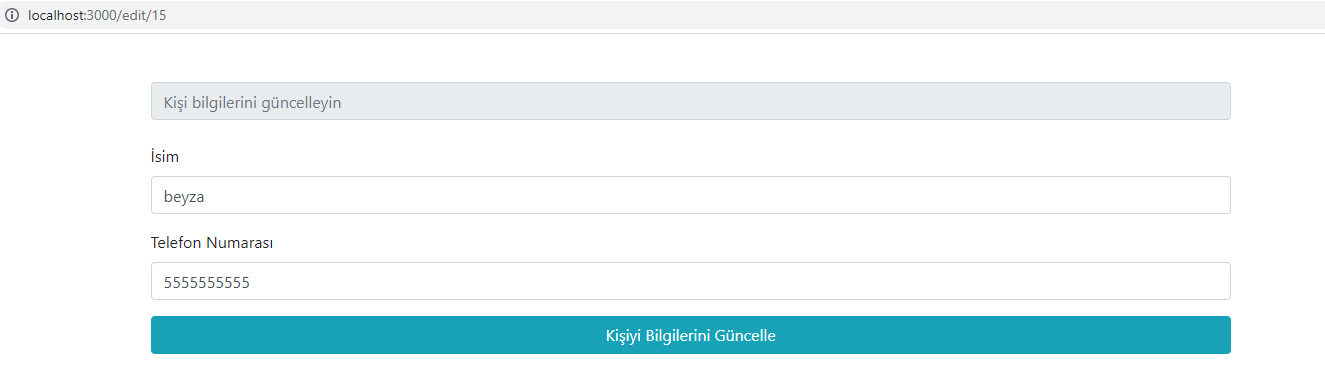 localhost:3000/edit/15
Kişi bilgilerini güncelleyin
İsim
beyza
Telefon Numarası
5555555555
Kişiyi Bilgilerini Güncelle